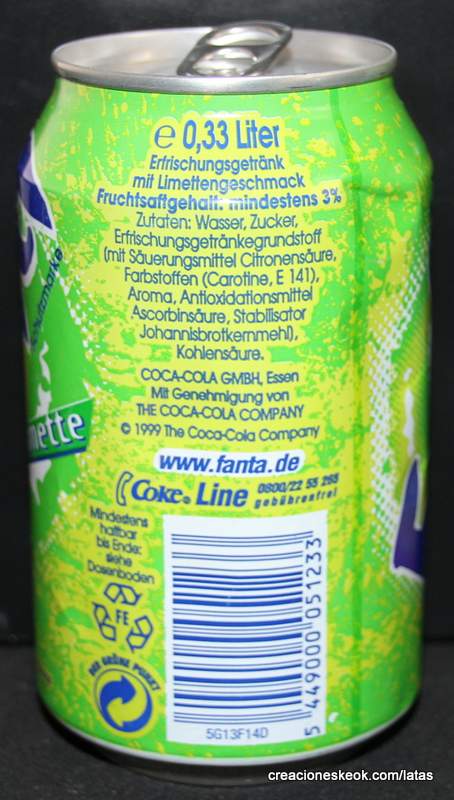 e 0,33 Liter
Erfrischungsgetränk
mit Limettengeschmack
Fruchtsaftgehalt: mindestens 3%
Zutaten: Wasser, Zucker,
Erfrischungsgetränkegrundstoff
(mit Säuerungsmittel Citronensäure,
Farbstoffen (Carotine, E 141),
Aroma, Antioxidationsmittel
Ascorbinsäure, Stabilisator
Johannisbrotkernmehl),
Kohlensäure.
COCA-COLA GMBH, Essen
Mit Genehmigung von
THE COCA-COLA COMPANY
© 1999 The Coca-Cola Company
www.fanta.de
Coke® Line 0800/22 55 255
gebührenfrei
Mindestens
haltbar
bis Ende:
siehe
Dosenboden
FE
DER GRÜNE PUNKT
5 449000 051233
5G13F14D
Schutzmarke
creacioneskeok.com/latas